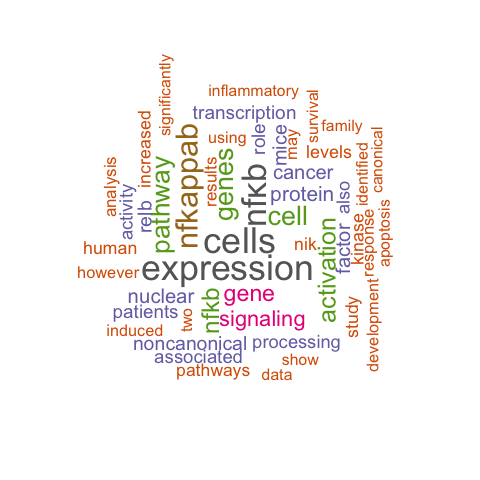 inflammatory
significantly
transcription
survival
family
increased
nfkappab
using
role
mice
may
levels
identified
canonical
analysis
activity
relb
pathway
results
genes
nfκb
cancer
protein
also
cell
human
cells
nik
factor
kinase
response
apoptosis
however
expression
activation
nuclear
gene
patients
two
nfkb
signaling
study
development
induced
noncanonical
processing
associated
show
pathways
data